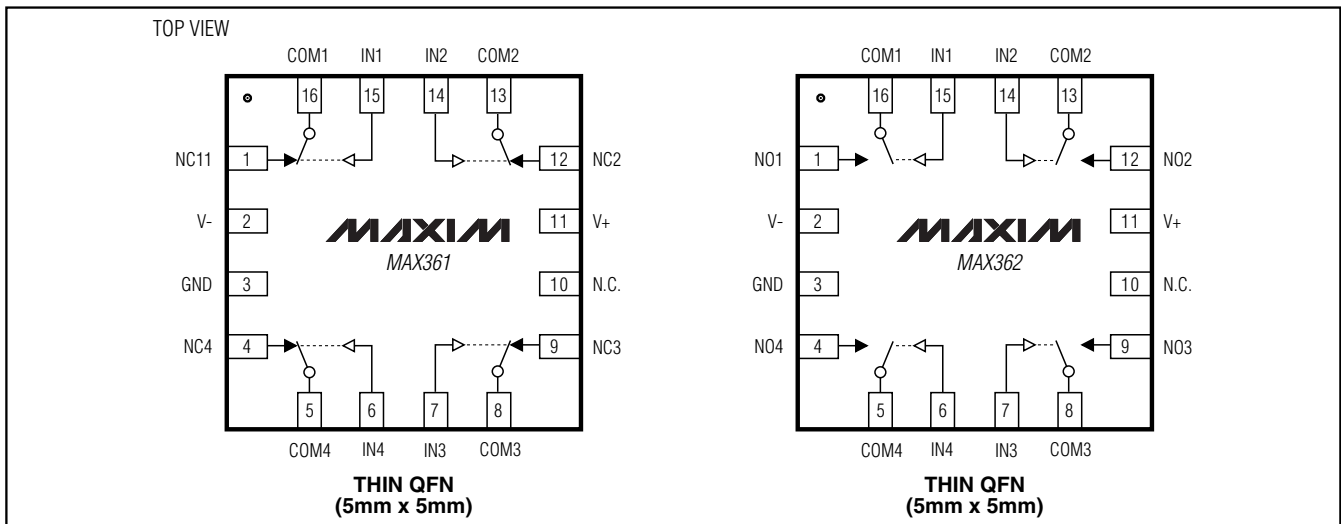 TOP VIEW
COM1 IN1 IN2 COM2
16 15 14 13
NC11 1 12 NC2
V- 2 11 V+
MAXIM
MAX361
GND 3 10 N.C.
NC4 4 9 NC3
5 6 7 8
COM4 IN4 IN3 COM3
THIN QFN
(5mm x 5mm)
COM1 IN1 IN2 COM2
16 15 14 13
NO1 1 12 NO2
V- 2 11 V+
MAXIM
MAX362
GND 3 10 N.C.
NO4 4 9 NO3
5 6 7 8
COM4 IN4 IN3 COM3
THIN QFN
(5mm x 5mm)